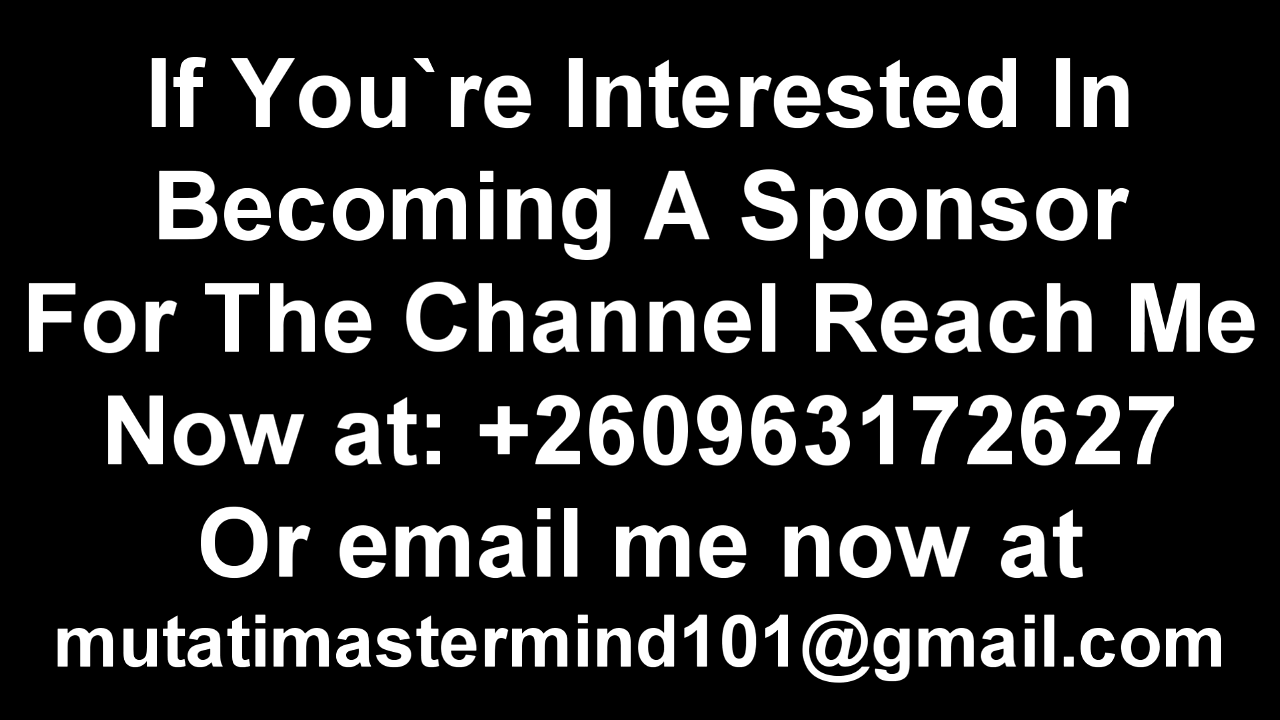 If You`re Interested In
Becoming A Sponsor
For The Channel Reach Me
Now at: +260963172627
Or email me now at
mutatimastermind101@gmail.com